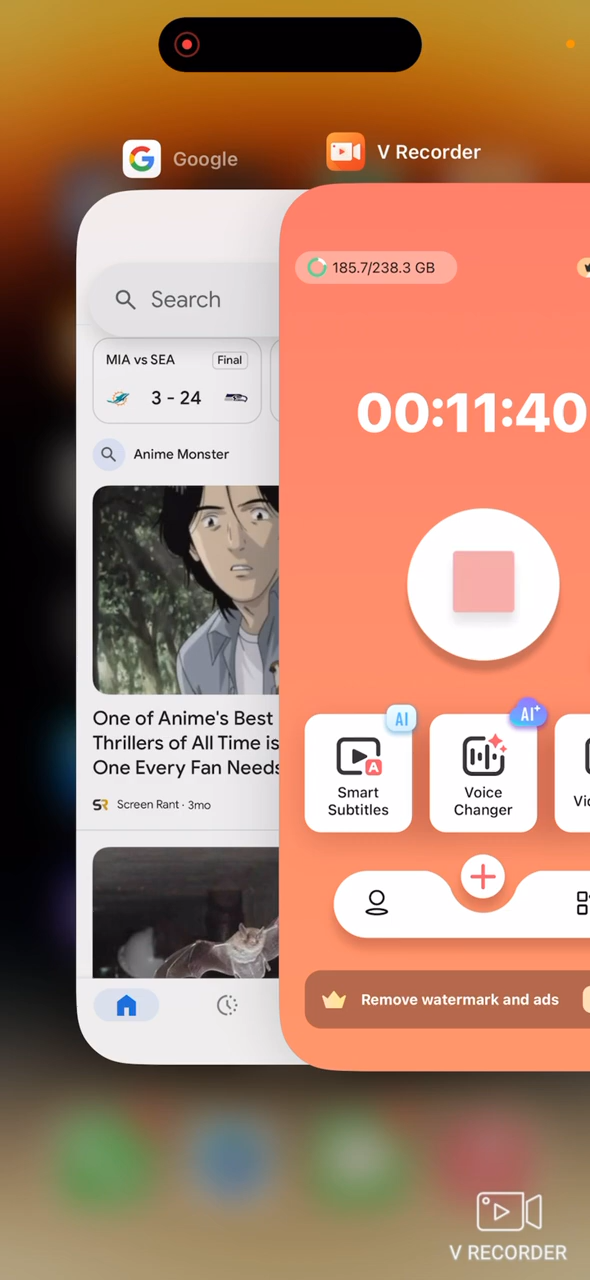 Google
V Recorder
185.7/238.3 GB
Search
MIA vs SEA
Final
3 - 24
00:11:40
Anime Monster
One of Anime's Best
Thrillers of All Time is
One Every Fan Needs
SR Screen Rant · 3mo
AI
AI+
Smart
Subtitles
Voice
Changer
Remove watermark and ads
V RECORDER